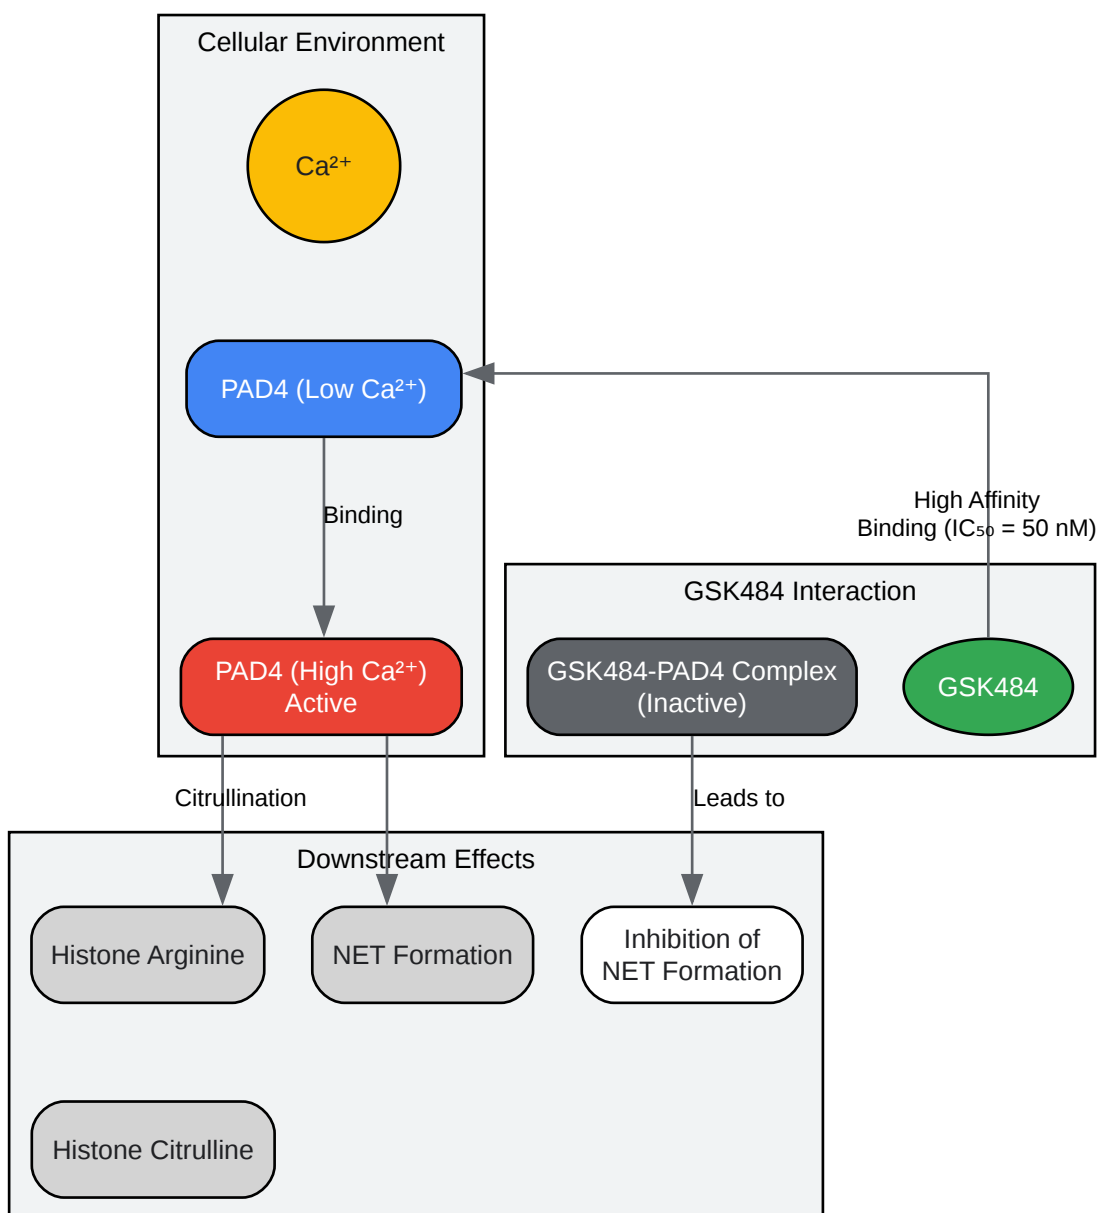 Cellular Environment
Ca²⁺
PAD4 (Low Ca²⁺)
Binding
High Affinity
Binding (IC₅₀ = 50 nM)
GSK484 Interaction
PAD4 (High Ca²⁺)
Active
GSK484-PAD4 Complex
(Inactive)
GSK484
Citrullination
Leads to
Downstream Effects
Histone Arginine
NET Formation
Inhibition of
NET Formation
Histone Citrulline